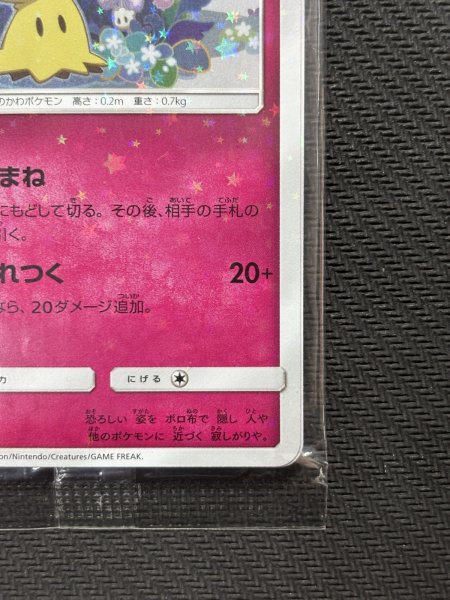 のかわポケモン 高さ:0.2m 重さ:0.7kg
まね
にもどして切る。その後、相手の手札の
引く。
れつく 20+
なら、20ダメージ追加。
力 にげる
恐ろしい 姿を ボロ布で 隠し 人や
他のポケモンに 近づく 寂しがりや。
on/Nintendo/Creatures/GAME FREAK.